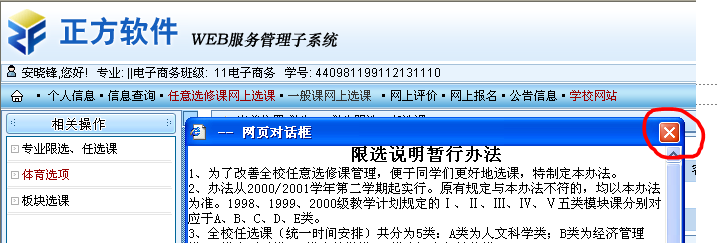 正方软件 WEB服务管理子系统
安晓锋,您好! 专业: ||电子商务班级: 11电子商务 学号: 440981199112131110
· 个人信息 · 信息查询 · 任意选修课网上选课 · 一般课网上选课 · 网上评价 · 网上报名 · 公告信息 · 学校网站
相关操作
专业限选、任选课
体育选项
板块选课
-- 网页对话框
限选说明暂行办法
1、为了改善全校任意选修课管理，便于同学们更好地选课，特制定本办法。
2、办法从2000/2001学年第二学期起实行。原有规定与本办法不符的，均以本办法
为准。1998、1999、2000级教学计划规定的Ⅰ、Ⅱ、Ⅲ、Ⅳ、Ⅴ五类模块课分别对
应于A、B、C、D、E类。
3、全校任选课（统一时间安排）共分为5类：A类为人文科学类；B类为经济管理